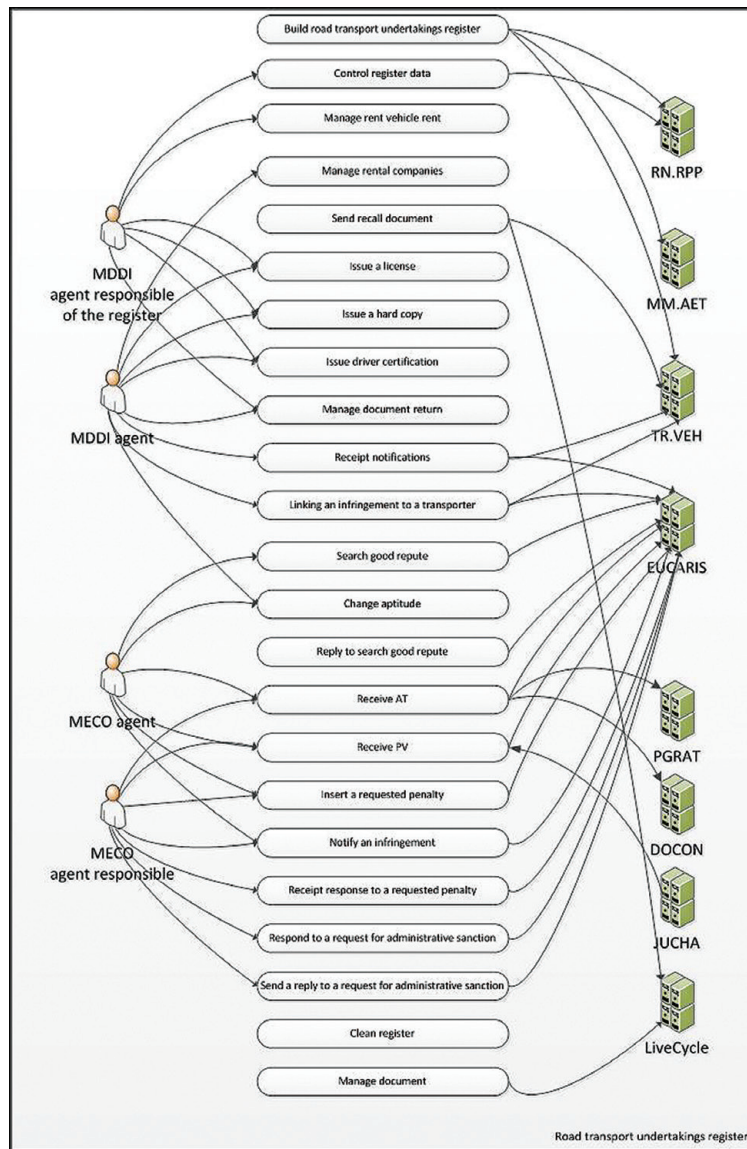 Build road transport undertakings register
Control register data
Manage rent vehicle rent
Manage rental companies
Send recall document
Issue a license
Issue a hard copy
Issue driver certification
Manage document return
Receipt notifications
Linking an infringement to a transporter
Search good repute
Change aptitude
Reply to search good repute
Receive AT
Receive PV
Insert a requested penalty
Notify an infringement
Receipt response to a requested penalty
Respond to a request for administrative sanction
Send a reply to a request for administrative sanction
Clean register
Manage document
MDDI
agent responsible
of the register
MDDI agent
MECO agent
MECO
agent responsible
RN.RPP
MM.AET
TR.VEH
EUCARIS
PGRAT
DOCON
JUCHA
LiveCycle
Road transport undertakings register